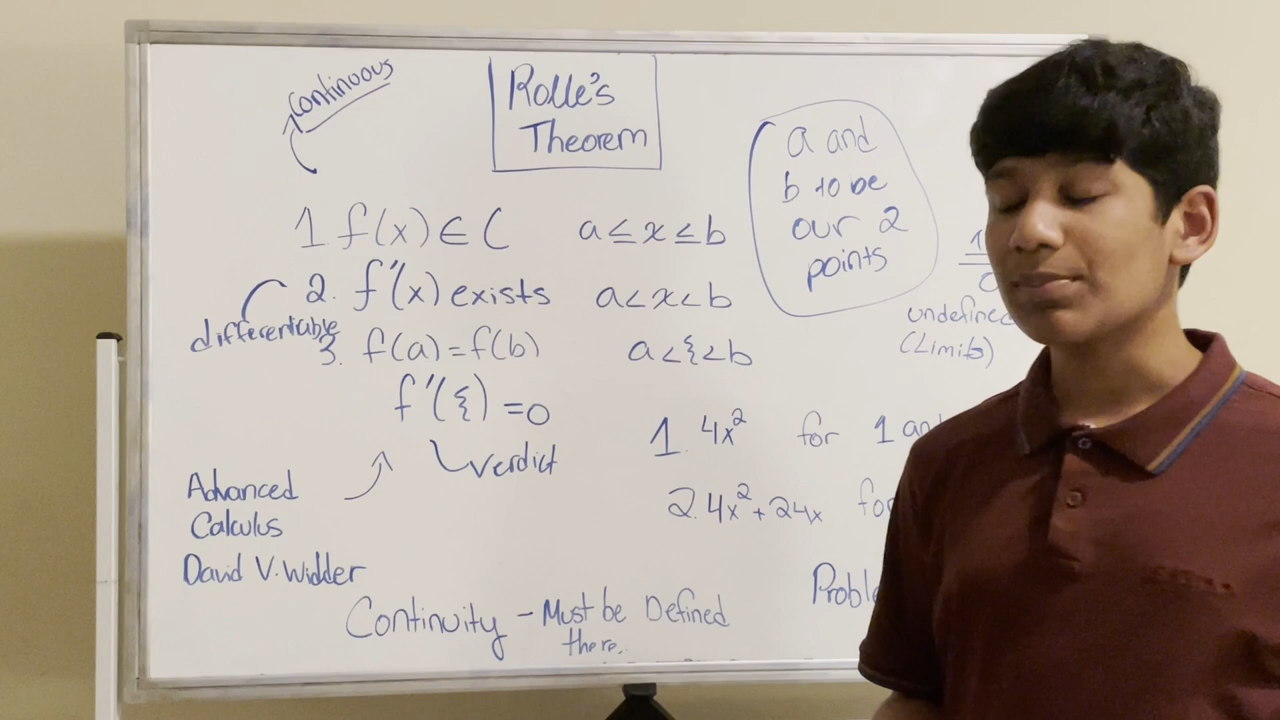 continuous
Rolle's
Theorem
a and
b to be
our 2
points
1 f(x) ∈ C a ≤ x ≤ b
2. f'(x) exists a < x < b
differentiable
3. f(a) = f(b) a < ξ < b
f'(ξ) = 0
verdict
undefined
(Limits)
1. 4x² for 1 and
2. 4x² + 24x for
Advanced
Calculus
David V. Widder
Continuity - Must be Defined
there.